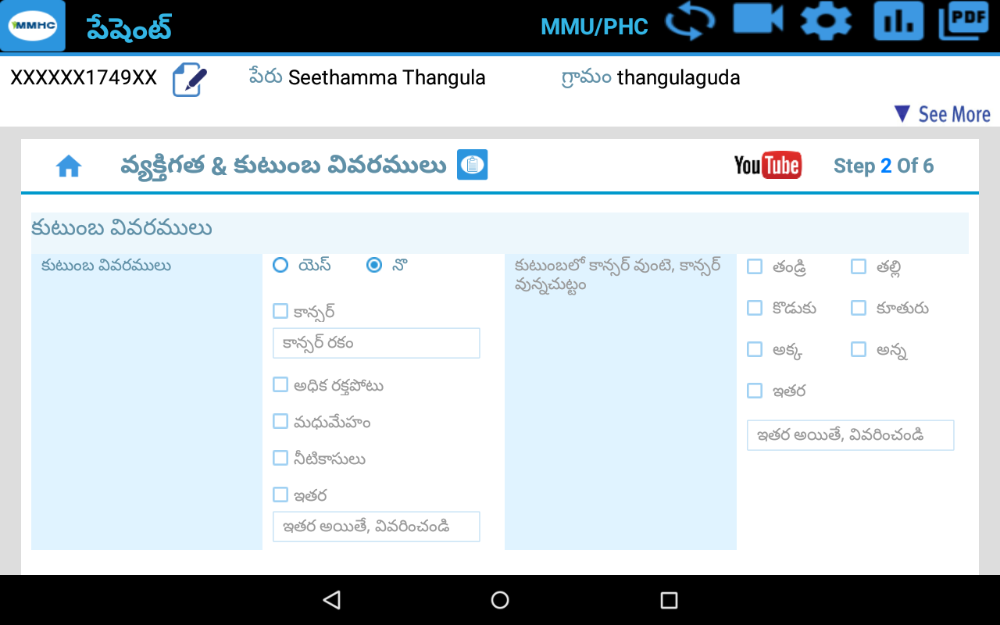 MMHC
పేషెంట్
MMU/PHC
PDF
XXXXXX1749XX
పేరు Seethamma Thangula
గ్రామం thangulaguda
▼ See More
వ్యక్తిగత & కుటుంబ వివరములు
YouTube
Step 2 Of 6
కుటుంబ వివరములు
కుటుంబ వివరములు
యెస్ నొ
కాన్సర్
కాన్సర్ రకం
అధిక రక్తపోటు
మధుమేహం
నీటికాసులు
ఇతర
ఇతర అయితే, వివరించండి
కుటుంబలో కాన్సర్ వుంటె, కాన్సర్
వున్నచుట్టం
తండ్రి తల్లి
కొడుకు కూతురు
అక్క అన్న
ఇతర
ఇతర అయితే, వివరించండి